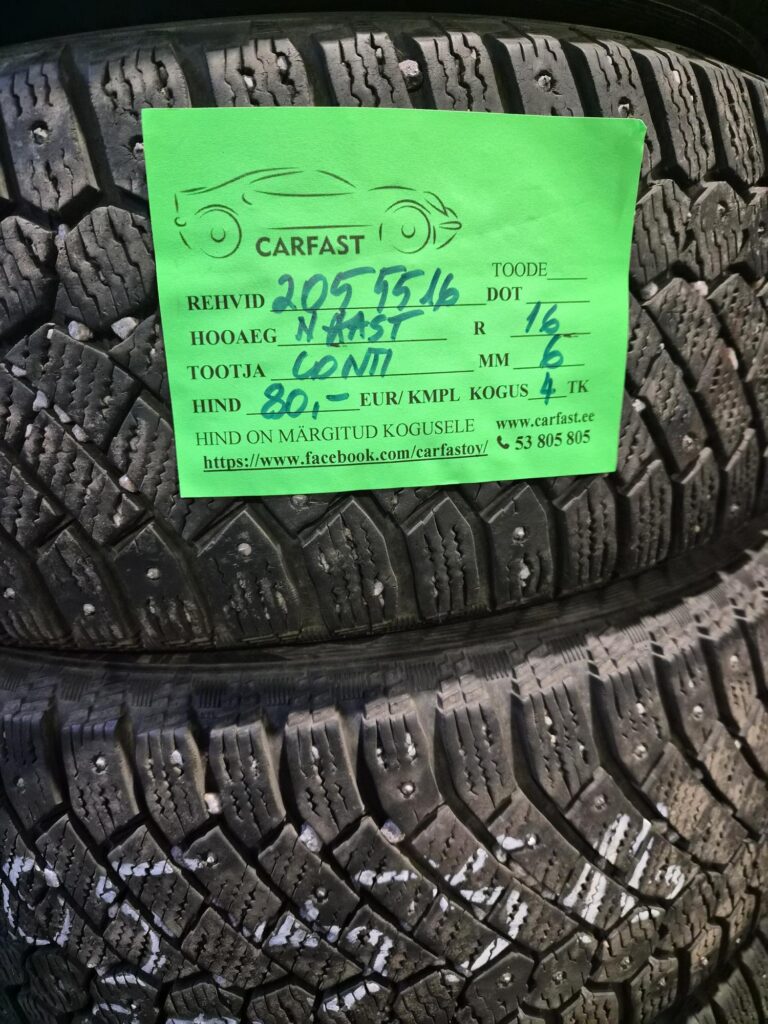 CARFAST
TOODE
REHVID 205 55 16 DOT
HOOAEG NAAST R 16
TOOTJA CONTI MM 6
HIND 80,- EUR/ KMPL KOGUS 4 TK
HIND ON MÄRGITUD KOGUSELE www.carfast.ee
https://www.facebook.com/carfastoy/ 53 805 805